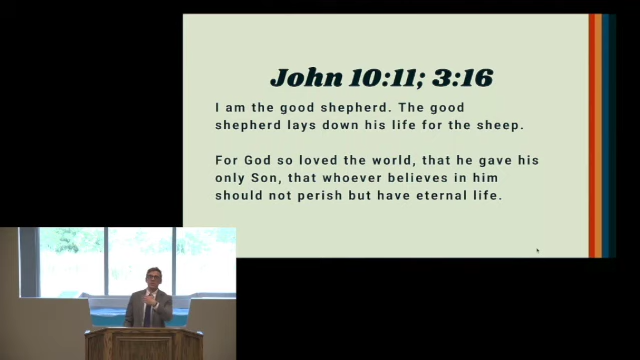 John 10:11; 3:16
I am the good shepherd. The good
shepherd lays down his life for the sheep.
For God so loved the world, that he gave his
only Son, that whoever believes in him
should not perish but have eternal life.